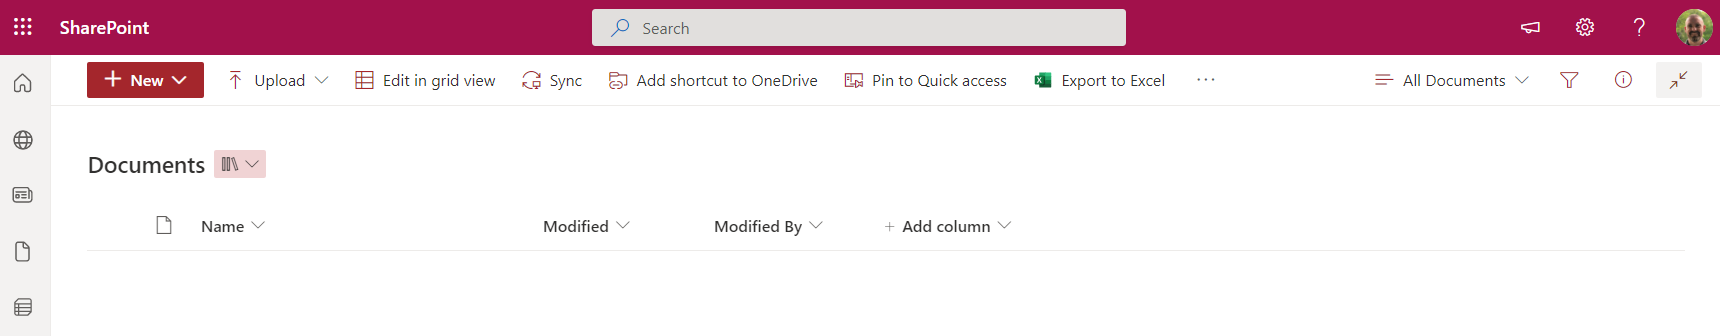 SharePoint
Search
New Upload Edit in grid view Sync Add shortcut to OneDrive Pin to Quick access Export to Excel ··· All Documents
Documents
Name Modified Modified By + Add column